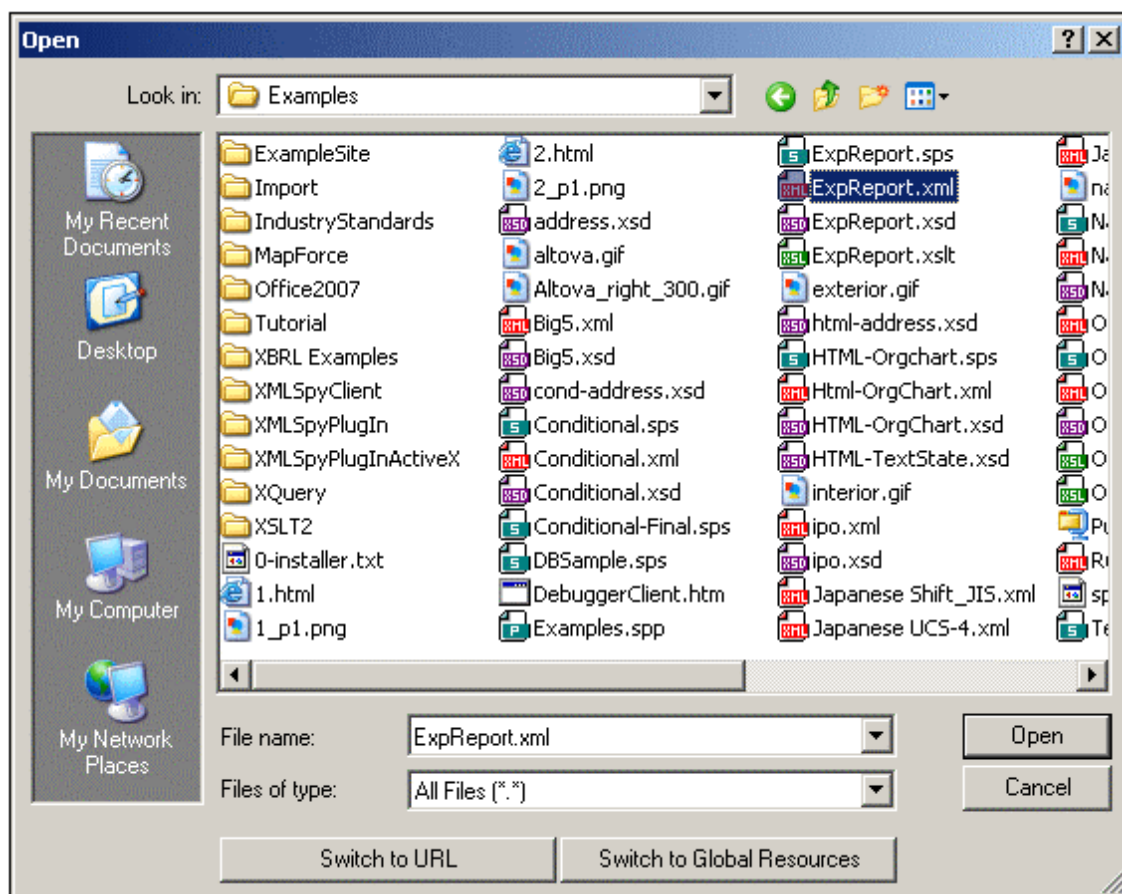 Open
Look in: Examples
My Recent Documents
Desktop
My Documents
My Computer
My Network Places
ExampleSite
Import
IndustryStandards
MapForce
Office2007
Tutorial
XBRL Examples
XMLSpyClient
XMLSpyPlugIn
XMLSpyPlugInActiveX
XQuery
XSLT2
0-installer.txt
1.html
1_p1.png
2.html
2_p1.png
address.xsd
altova.gif
Altova_right_300.gif
Big5.xml
Big5.xsd
cond-address.xsd
Conditional.sps
Conditional.xml
Conditional.xsd
Conditional-Final.sps
DBSample.sps
DebuggerClient.htm
Examples.spp
ExpReport.sps
ExpReport.xml
ExpReport.xsd
ExpReport.xslt
exterior.gif
html-address.xsd
HTML-Orgchart.sps
Html-OrgChart.xml
HTML-OrgChart.xsd
HTML-TextState.xsd
interior.gif
ipo.xml
ipo.xsd
Japanese Shift_JIS.xml
Japanese UCS-4.xml
File name: ExpReport.xml
Open
Files of type: All Files (*.*)
Cancel
Switch to URL
Switch to Global Resources